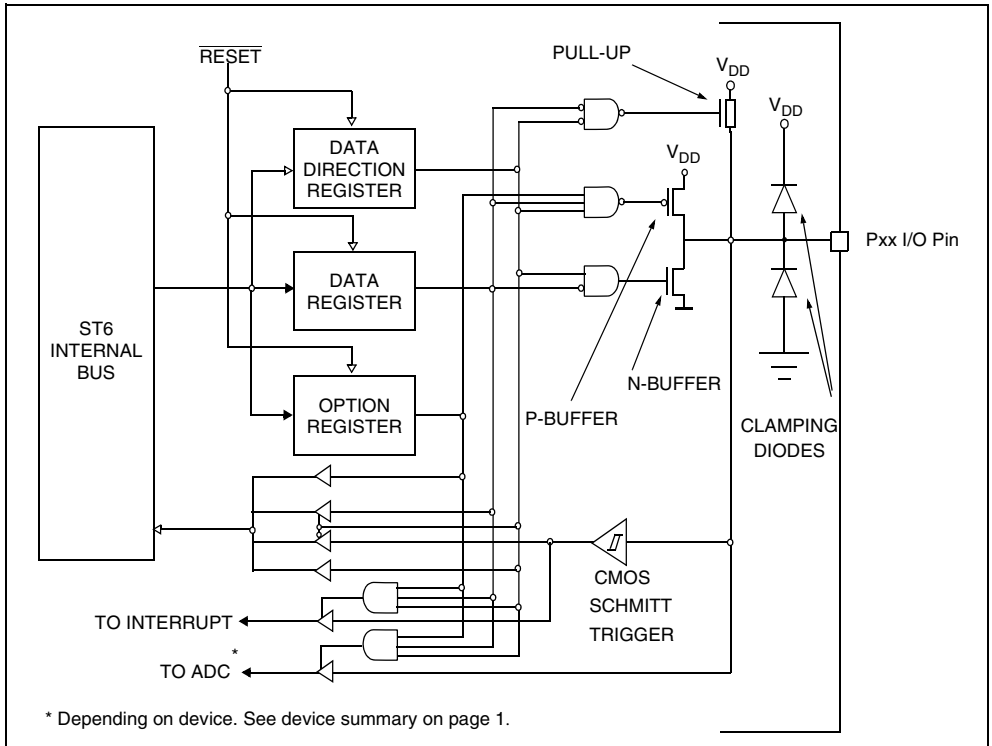 RESET
PULL-UP
VDD
VDD
DATA
DIRECTION
REGISTER
VDD
Pxx I/O Pin
DATA
REGISTER
ST6
INTERNAL
BUS
N-BUFFER
OPTION
REGISTER
P-BUFFER
CLAMPING
DIODES
CMOS
SCHMITT
TRIGGER
TO INTERRUPT
TO ADC*
* Depending on device. See device summary on page 1.